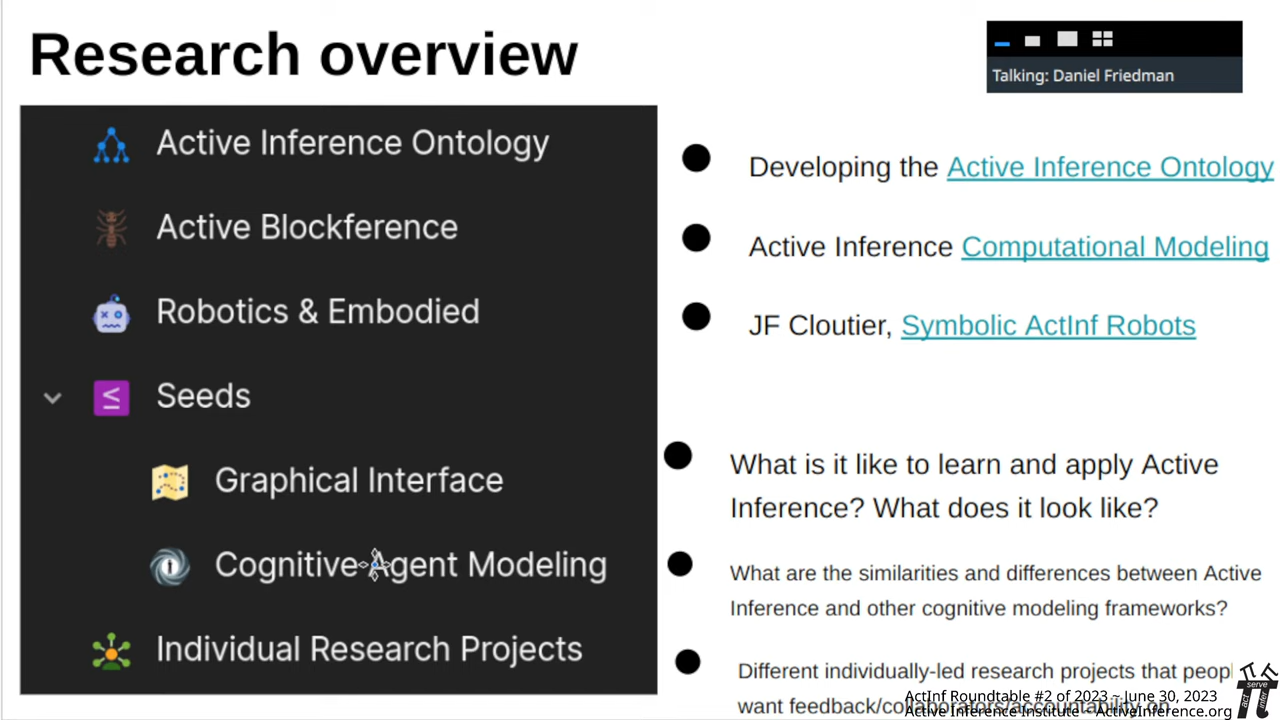 Research overview
Talking: Daniel Friedman
Active Inference Ontology
Active Blockference
Robotics & Embodied
Seeds
Graphical Interface
Cognitive Agent Modeling
Individual Research Projects
Developing the Active Inference Ontology
Active Inference Computational Modeling
JF Cloutier, Symbolic ActInf Robots
What is it like to learn and apply Active
Inference? What does it look like?
What are the similarities and differences between Active
Inference and other cognitive modeling frameworks?
Different individually-led research projects that peopl
want feedback/collaborators/accountability on
ActInf Roundtable #2 of 2023 ~ June 30, 2023
Active Inference Institute ~ ActiveInference.org
serve
act
infer